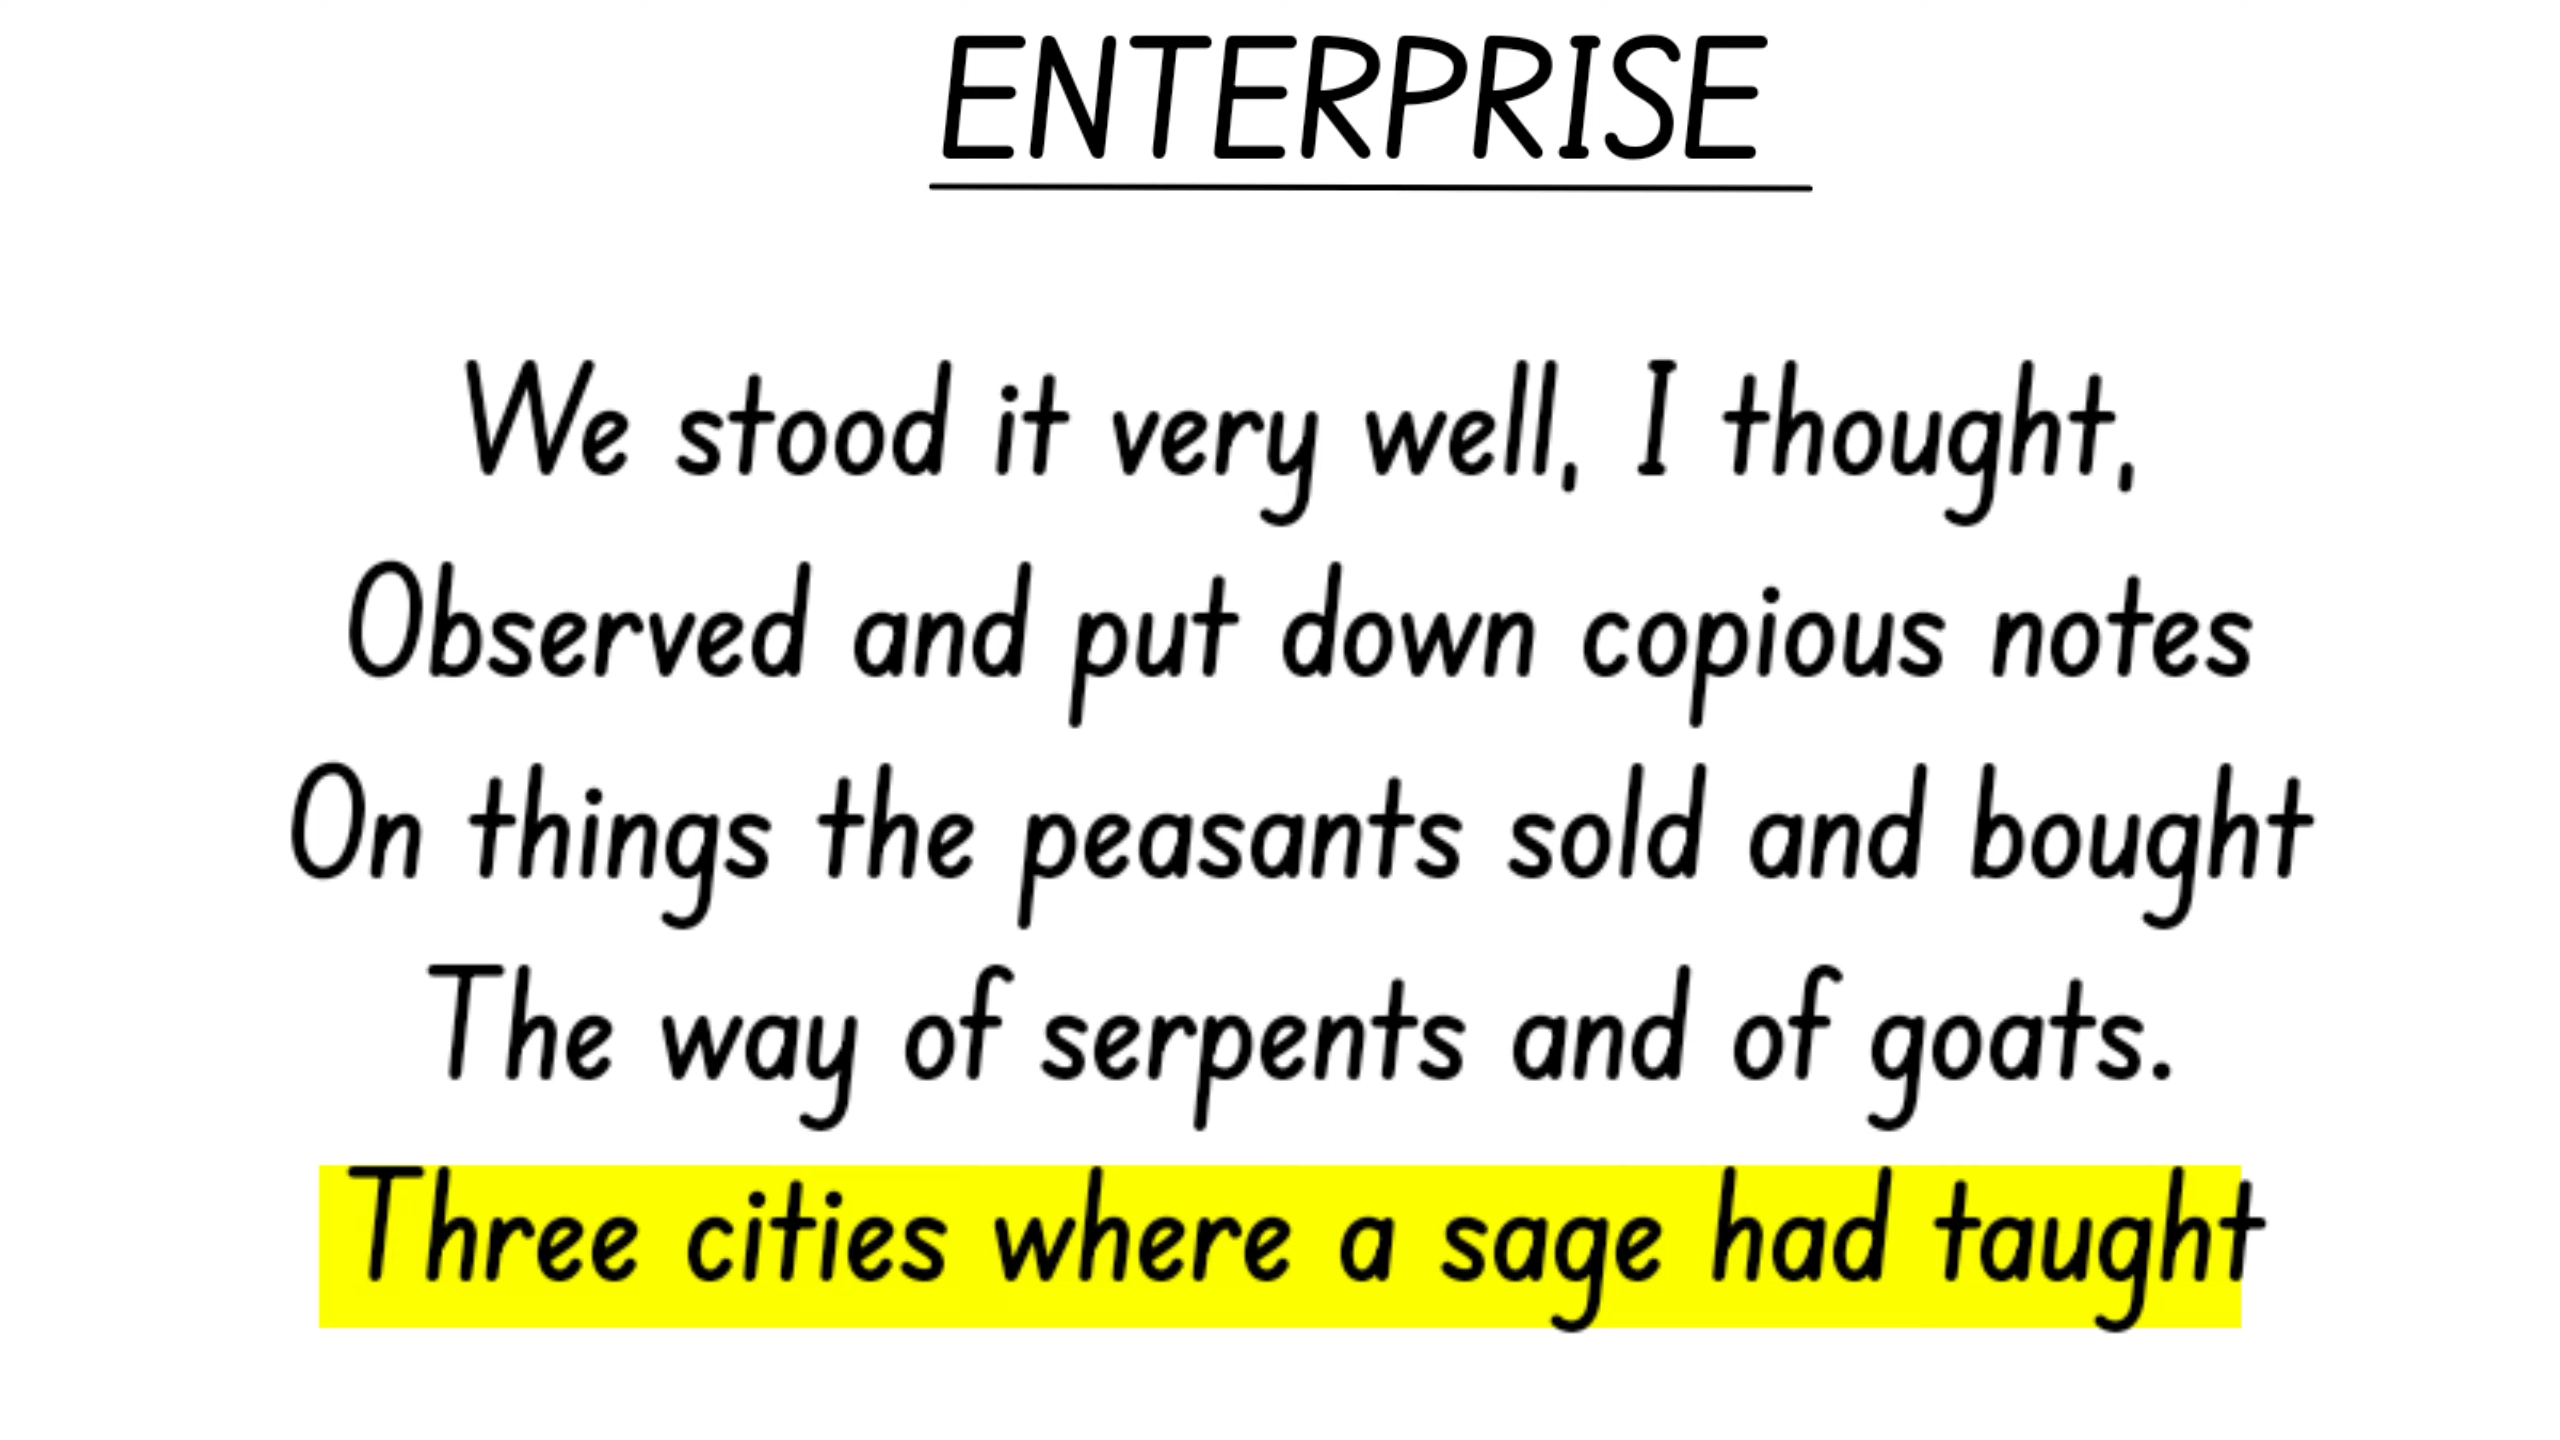 ENTERPRISE
We stood it very well, I thought,
Observed and put down copious notes
On things the peasants sold and bought
The way of serpents and of goats.
Three cities where a sage had taught